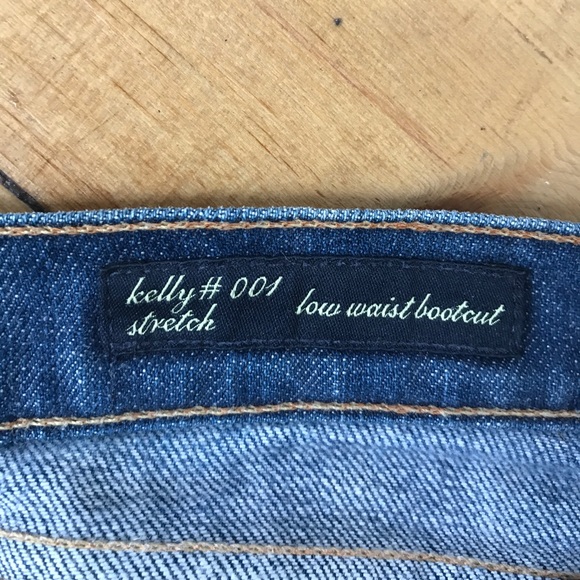 kelly # 001 low waist bootcut
stretch